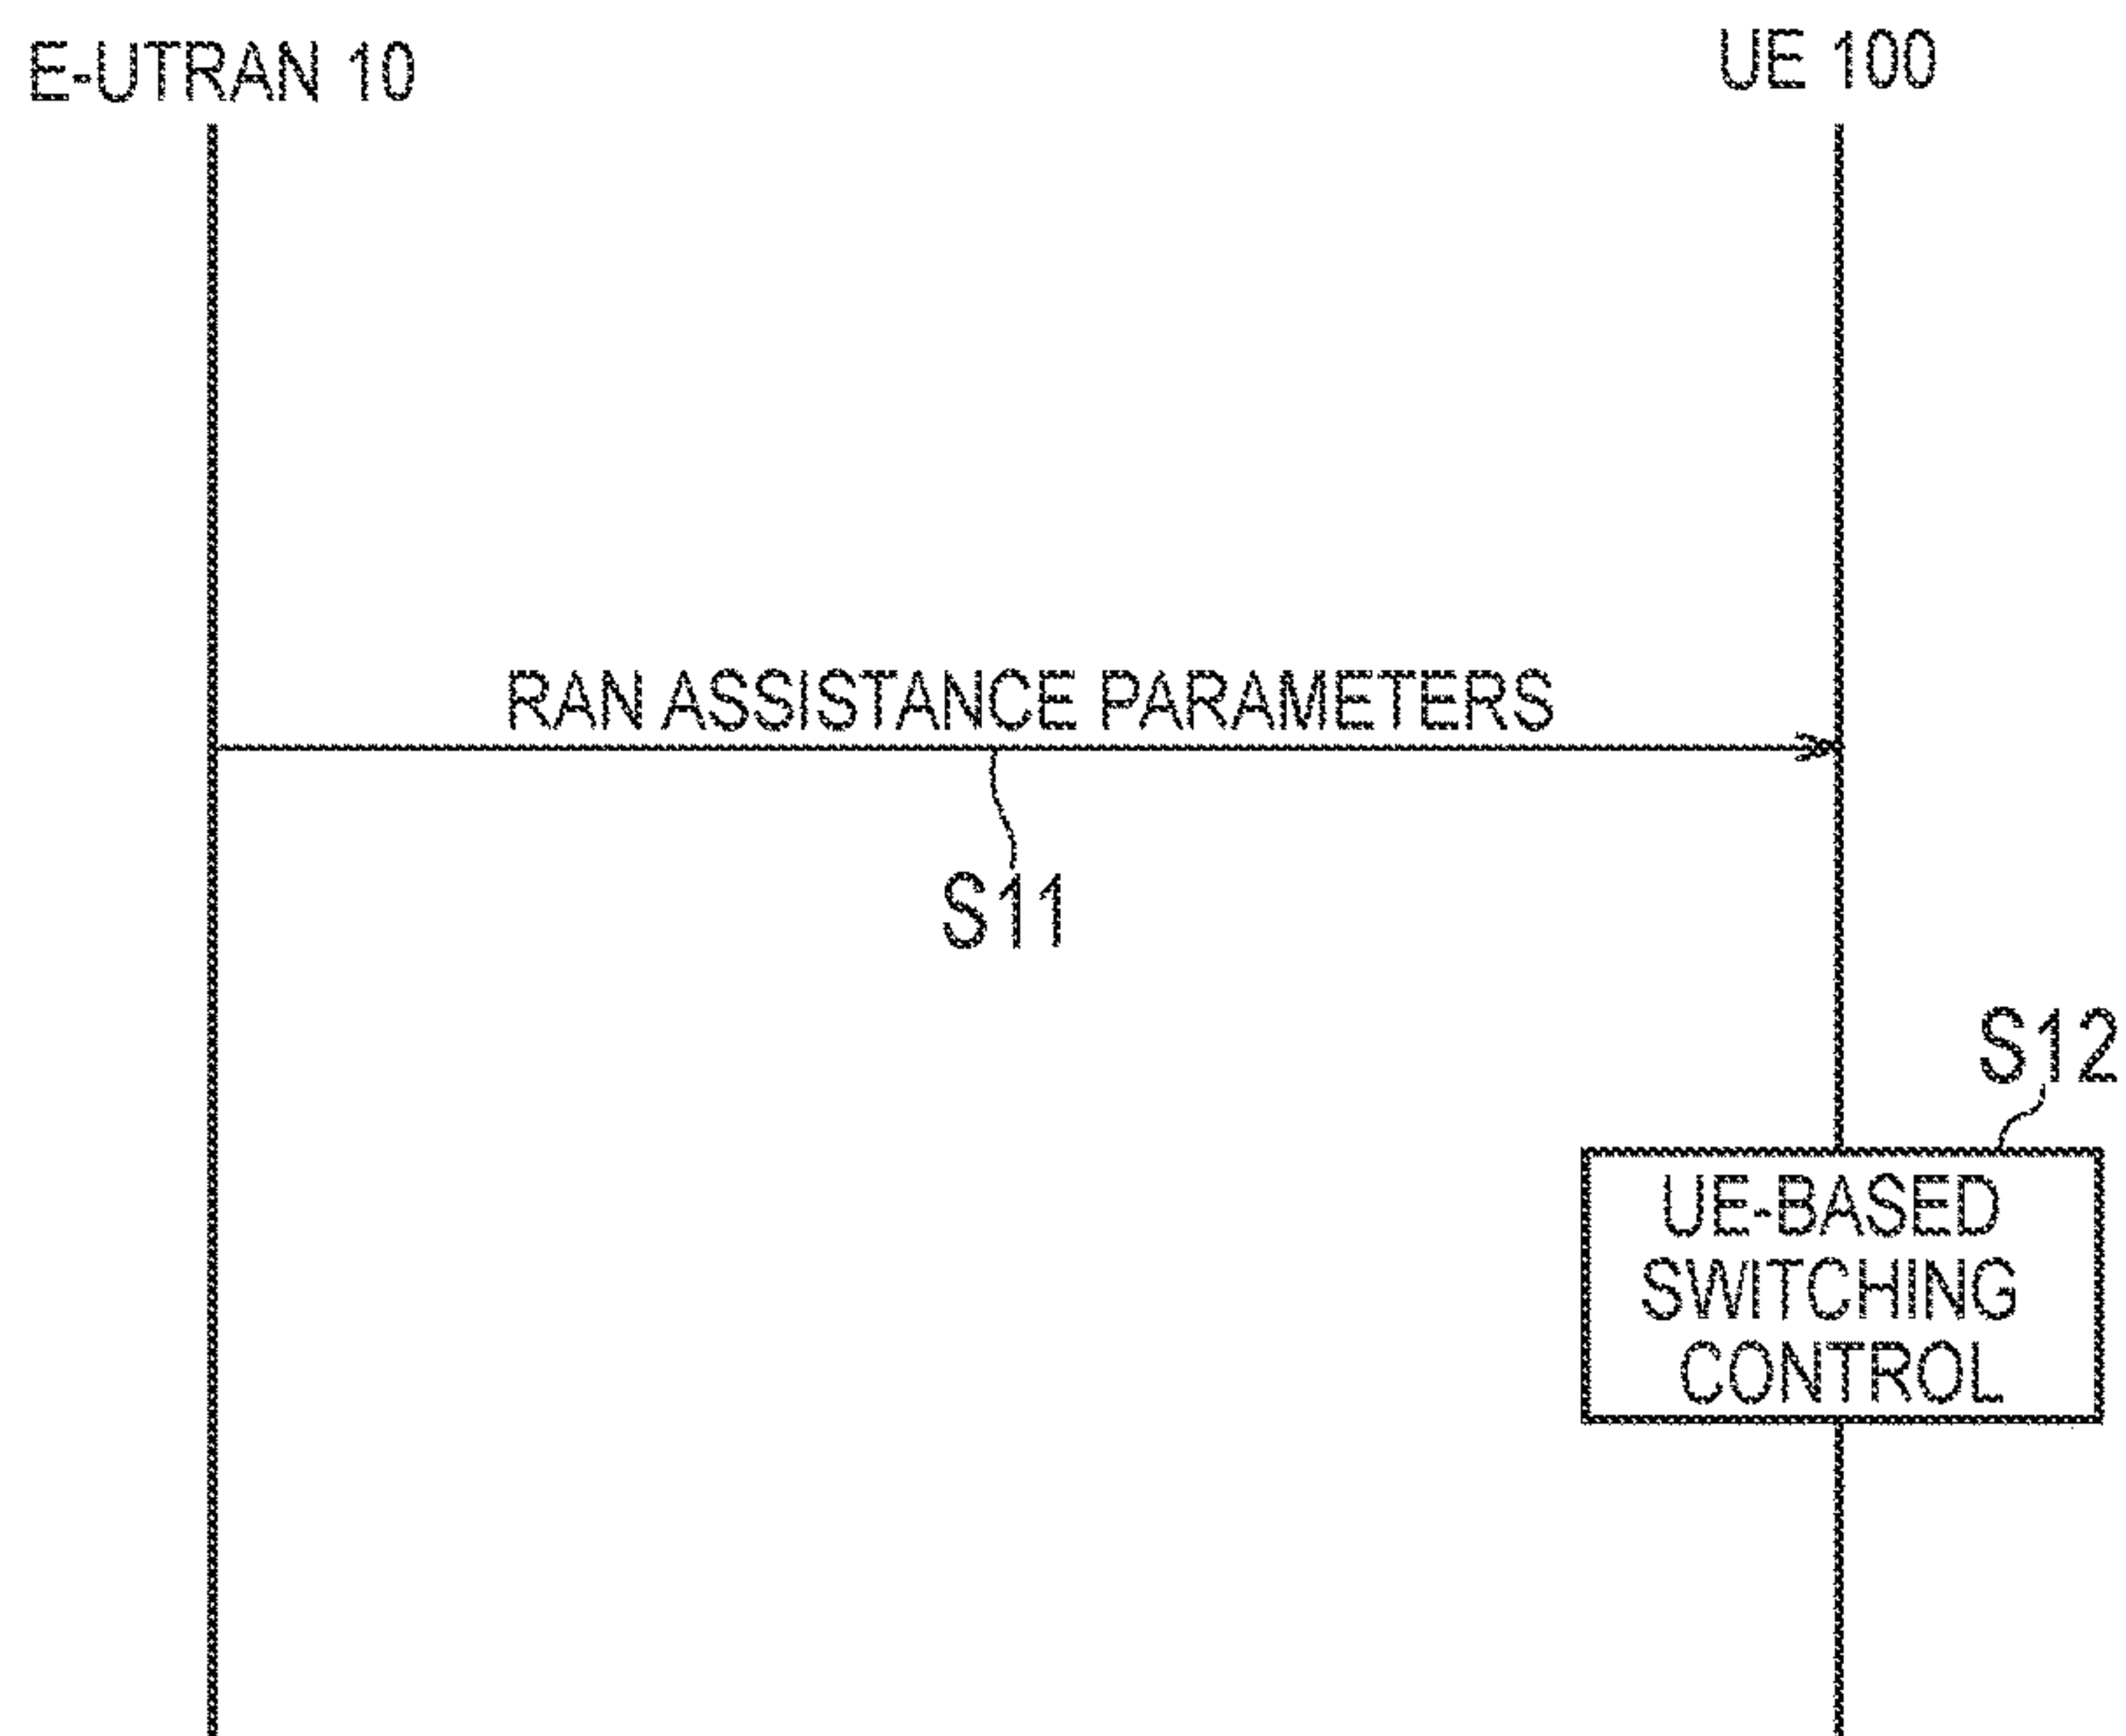 E-UTRAN 10
UE 100
RAN ASSISTANCE PARAMETERS
S11
S12
UE-BASED
SWITCHING
CONTROL